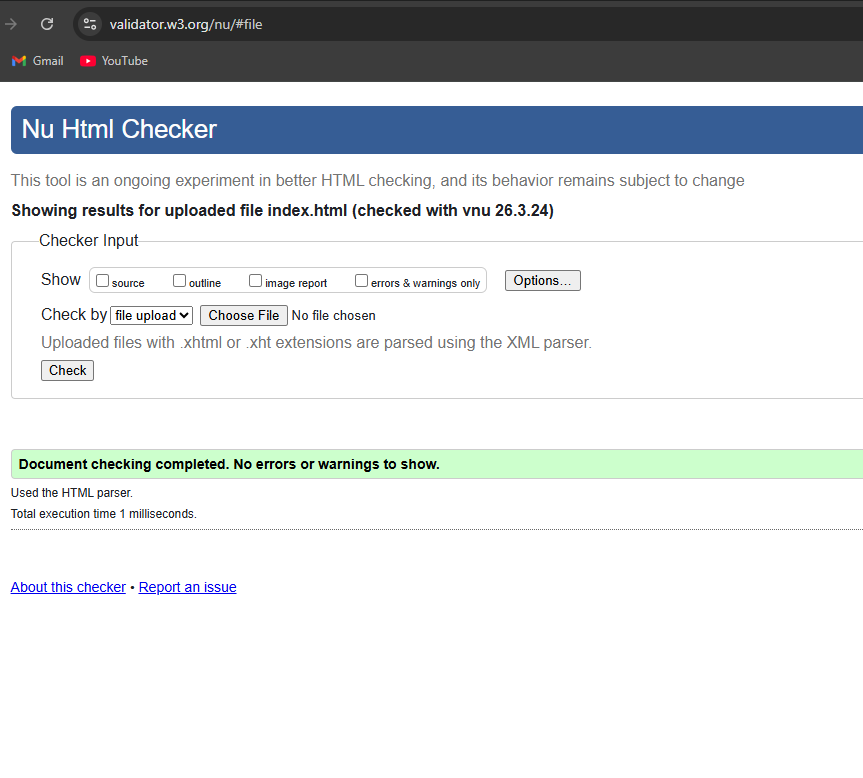 validator.w3.org/nu/#file
Gmail YouTube
Nu Html Checker
This tool is an ongoing experiment in better HTML checking, and its behavior remains subject to change
Showing results for uploaded file index.html (checked with vnu 26.3.24)
Checker Input
Show source outline image report errors & warnings only Options...
Check by file upload Choose File No file chosen
Uploaded files with .xhtml or .xht extensions are parsed using the XML parser.
Check
Document checking completed. No errors or warnings to show.
Used the HTML parser.
Total execution time 1 milliseconds.
About this checker • Report an issue